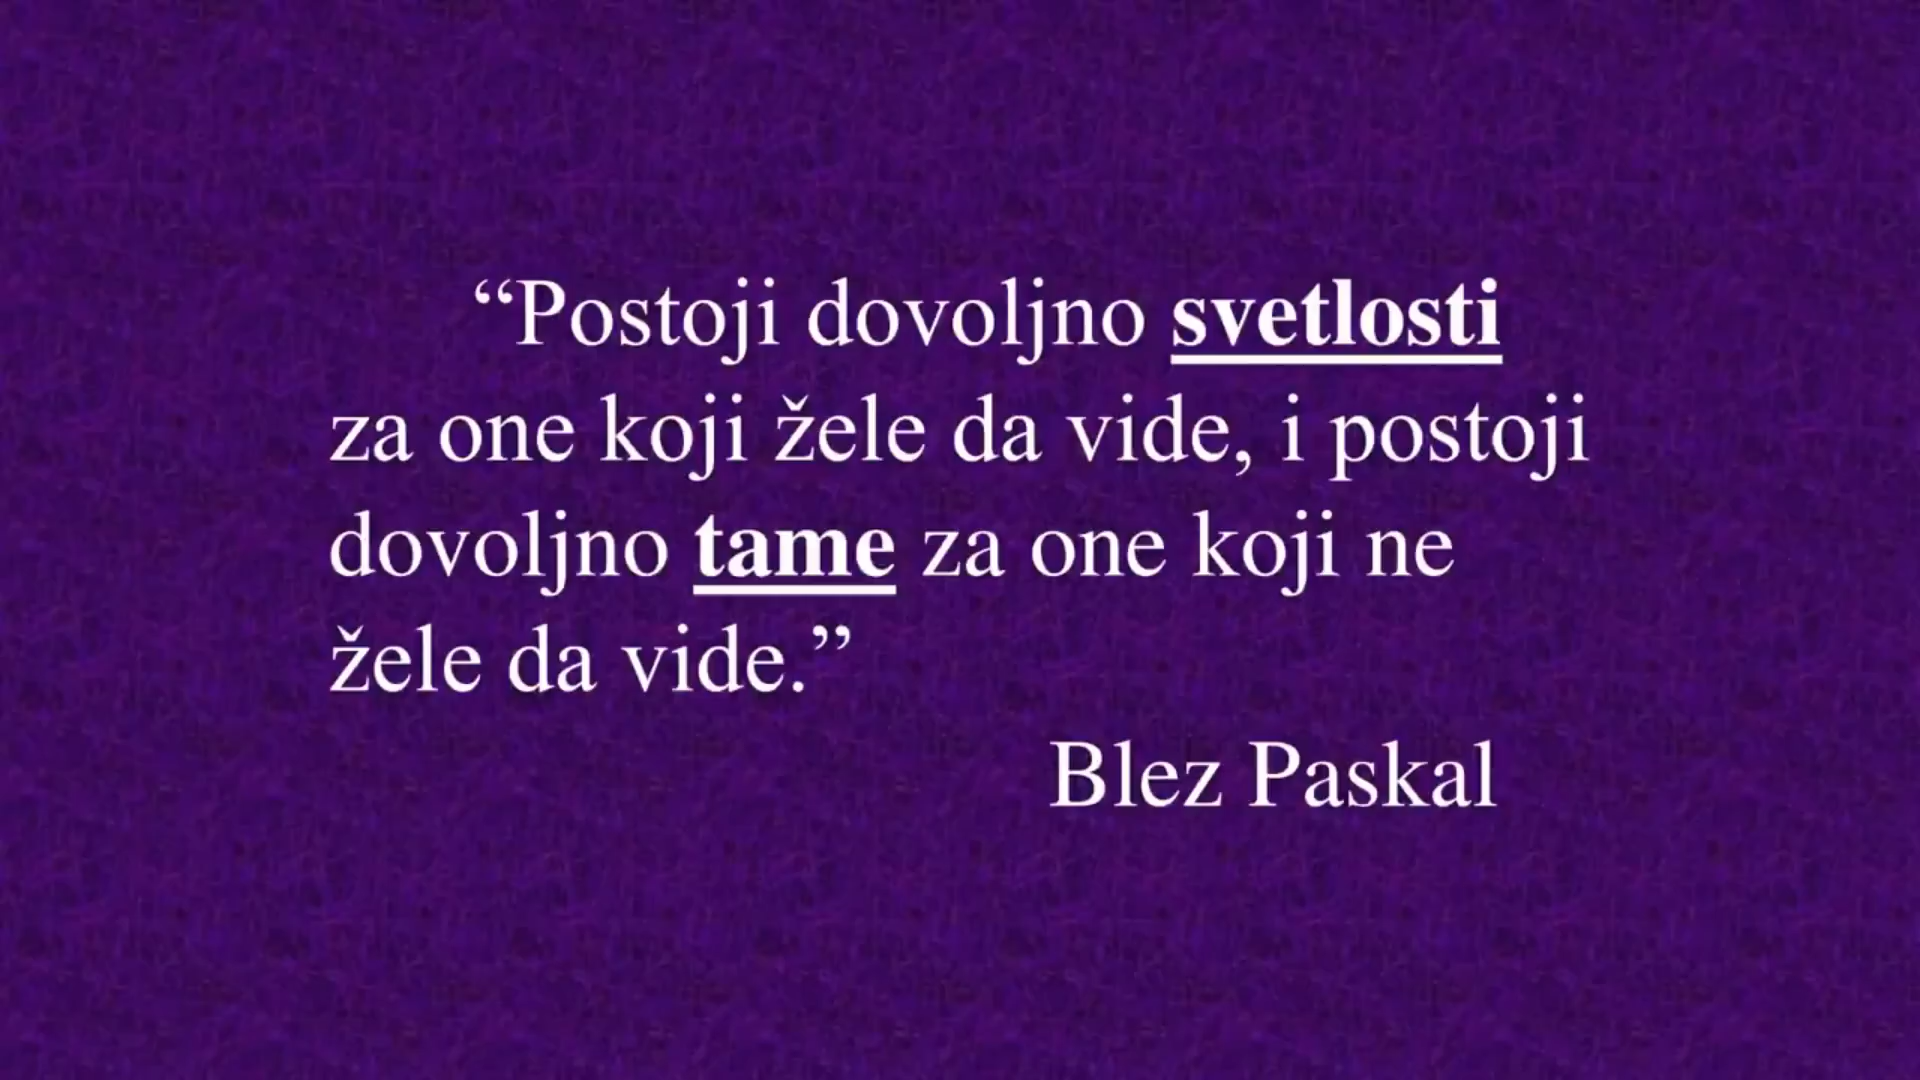 “Postoji dovoljno svetlosti
za one koji žele da vide, i postoji
dovoljno tame za one koji ne
žele da vide.”
Blez Paskal